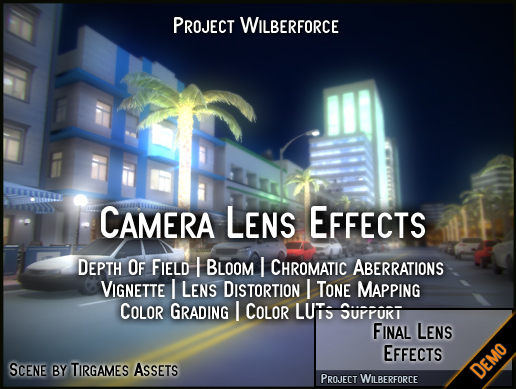 Project Wilberforce
Camera Lens Effects
Depth Of Field | Bloom | Chromatic Aberrations
Vignette | Lens Distortion | Tone Mapping
Color Grading | Color LUTs Support
Scene by Tirgames Assets
Final Lens
Effects
Demo
Project Wilberforce